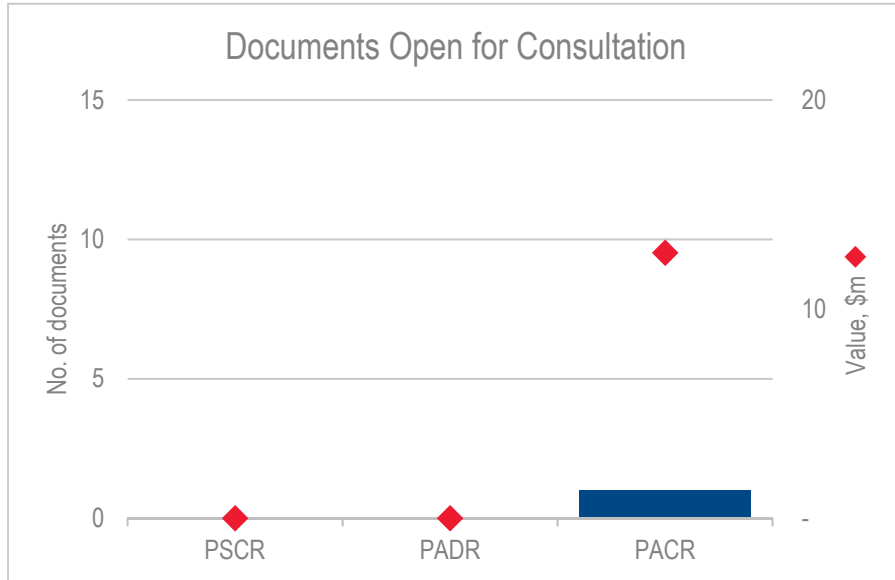 Documents Open for Consultation
15
10
5
0
No. of documents
20
10
-
Value, $m
PSCR
PADR
PACR